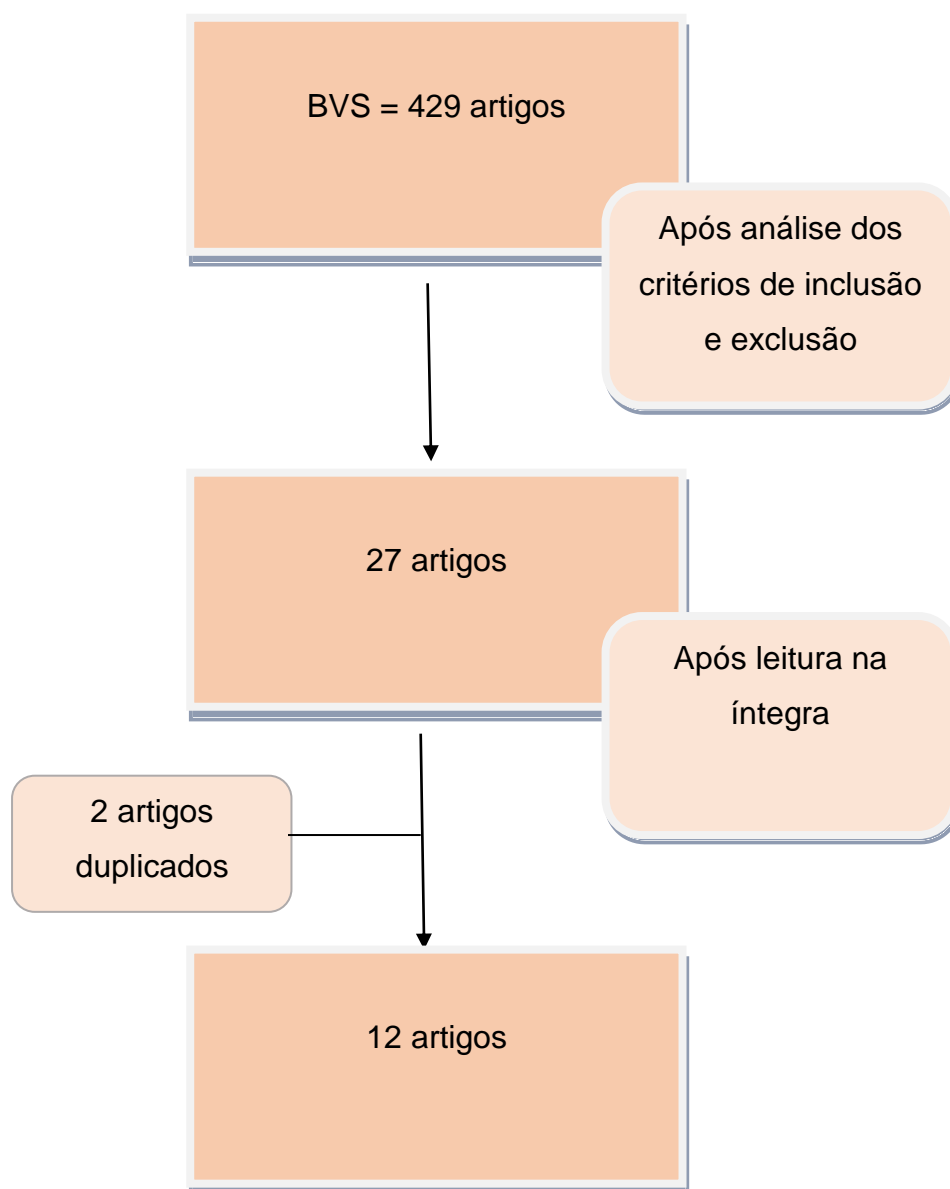 BVS = 429 artigos
Após análise dos
critérios de inclusão
e exclusão
27 artigos
Após leitura na
íntegra
2 artigos
duplicados
12 artigos